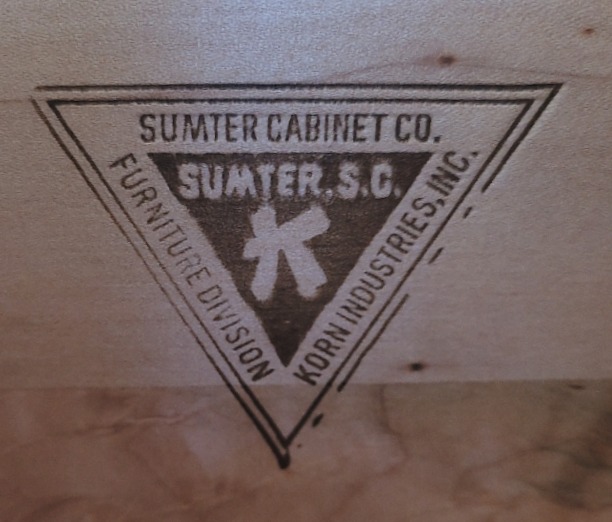 SUMTER CABINET CO.
SUMTER, S.C.
K
FURNITURE DIVISION
KORN INDUSTRIES, INC.